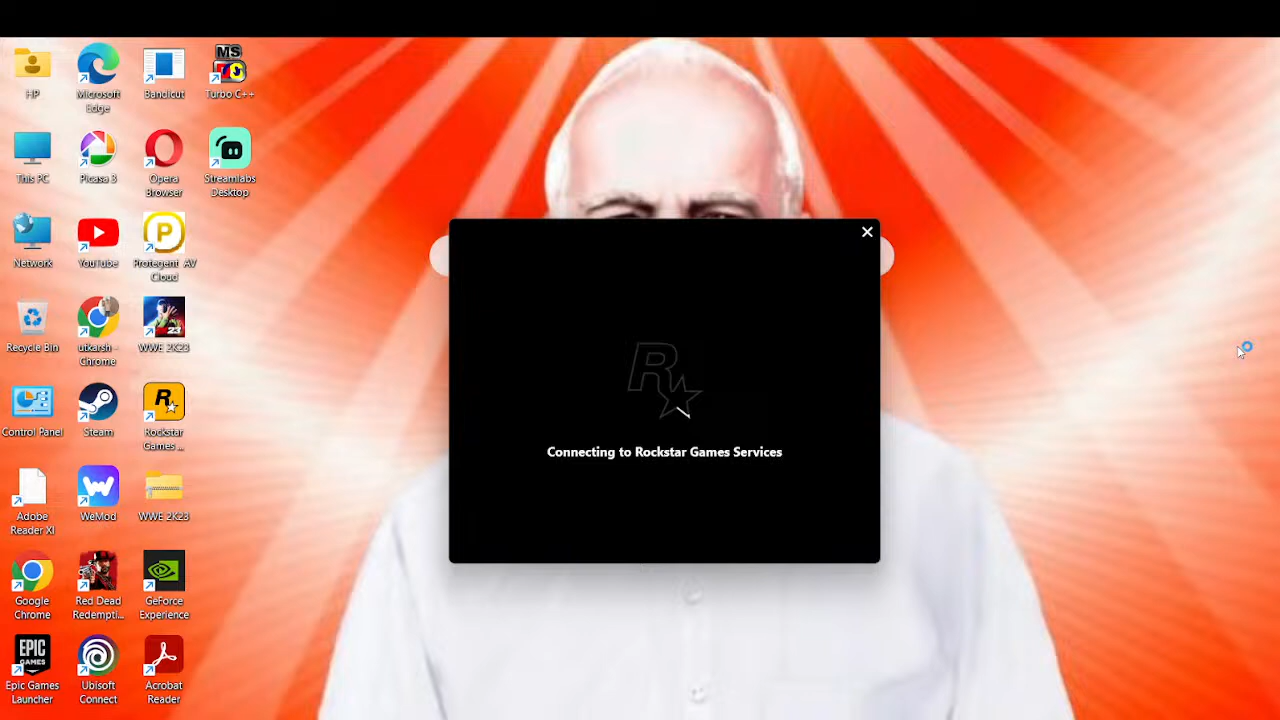 HP
Microsoft
Edge
Bandicut
MS
Turbo C++
This PC
Picasa 3
Opera
Browser
Streamlabs
Desktop
Network
YouTube
P
Protegent AV
Cloud
Recycle Bin
utkarsh -
Chrome
23
WWE 2K23
Control Panel
Steam
R
Rockstar
Games ...
Adobe
Reader XI
WeMod
WWE 2K23
Google
Chrome
Red Dead
Redempti...
GeForce
Experience
EPIC
GAMES
Epic Games
Launcher
Ubisoft
Connect
Acrobat
Reader
R
Connecting to Rockstar Games Services